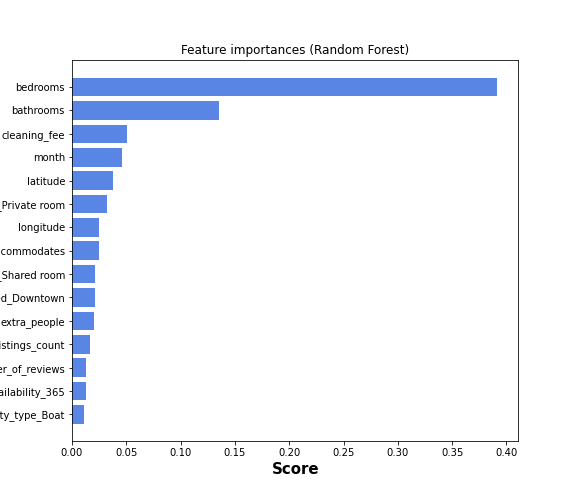 Feature importances (Random Forest)
bedrooms
bathrooms
cleaning_fee
month
latitude
_Private room
longitude
commodates
_Shared room
ed_Downtown
extra_people
istings_count
er_of_reviews
ailability_365
ty_type_Boat
0.00 0.05 0.10 0.15 0.20 0.25 0.30 0.35 0.40
Score